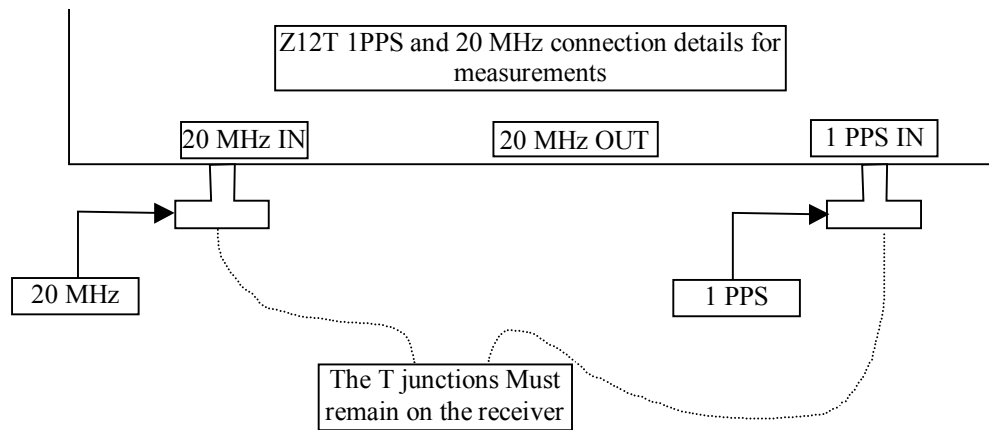 Z12T 1PPS and 20 MHz connection details for
measurements
20 MHz IN
20 MHz OUT
1 PPS IN
20 MHz
1 PPS
The T junctions Must
remain on the receiver